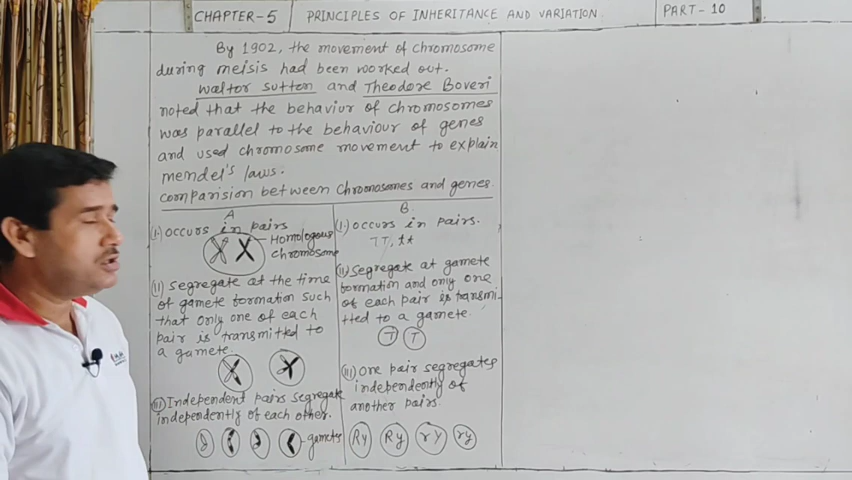 CHAPTER-5
PRINCIPLES OF INHERITANCE AND VARIATION
PART-10
By 1902, the movement of chromosome
during meisis had been worked out.
Waltor Sutton and Theodore Boveri
noted that the behaviur of chromosomes
was parallel to the behaviour of genes
and used chromosome movement to explain
mendel's laws.
comparision between chromosomes and genes.
A
(i) occurs in pairs
Homologous
chromosome
(ii) segregate at the time
of gamete formation such
that only one of each
pair is transmitted to
a gamete.
(iii) Independent pairs segregate
independently of each other.
gametes
B
(i) occurs in pairs.
TT, tt
(ii) segregate at gamete
formation and only one
of each pair is transmi-
tted to a gamete.
T T
(iii) One pair segregates
independently of
another pairs.
Ry Ry rY ry